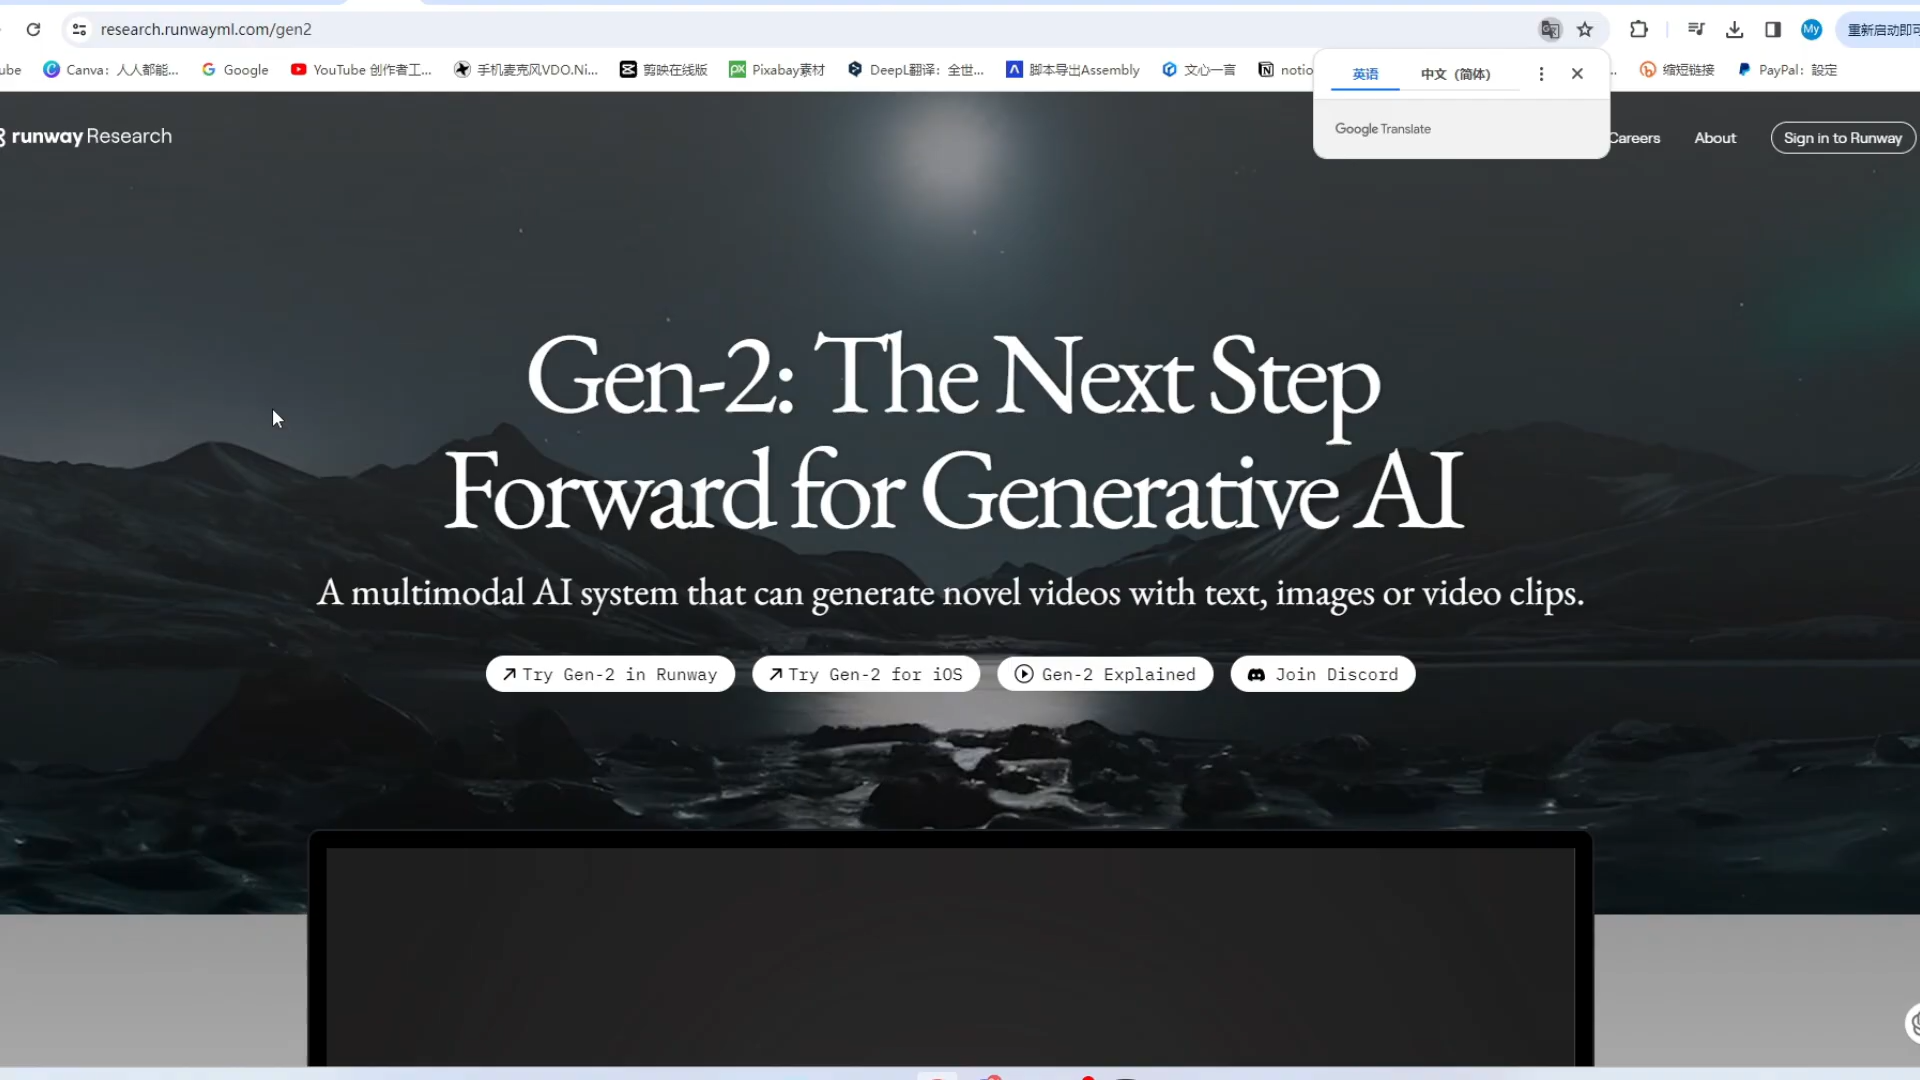 research.runwayml.com/gen2
My
重新启动即可
ube
Canva：人人都能...
Google
YouTube 创作者工...
手机麦克风VDO.Ni...
剪映在线版
Pixabay素材
DeepL翻译：全世...
脚本导出Assembly
文心一言
notio
缩短链接
PayPal：設定
英语
中文（简体）
Google Translate
runway Research
Careers
About
Sign in to Runway
Gen-2: The Next Step
Forward for Generative AI
A multimodal AI system that can generate novel videos with text, images or video clips.
Try Gen-2 in Runway
Try Gen-2 for iOS
Gen-2 Explained
Join Discord